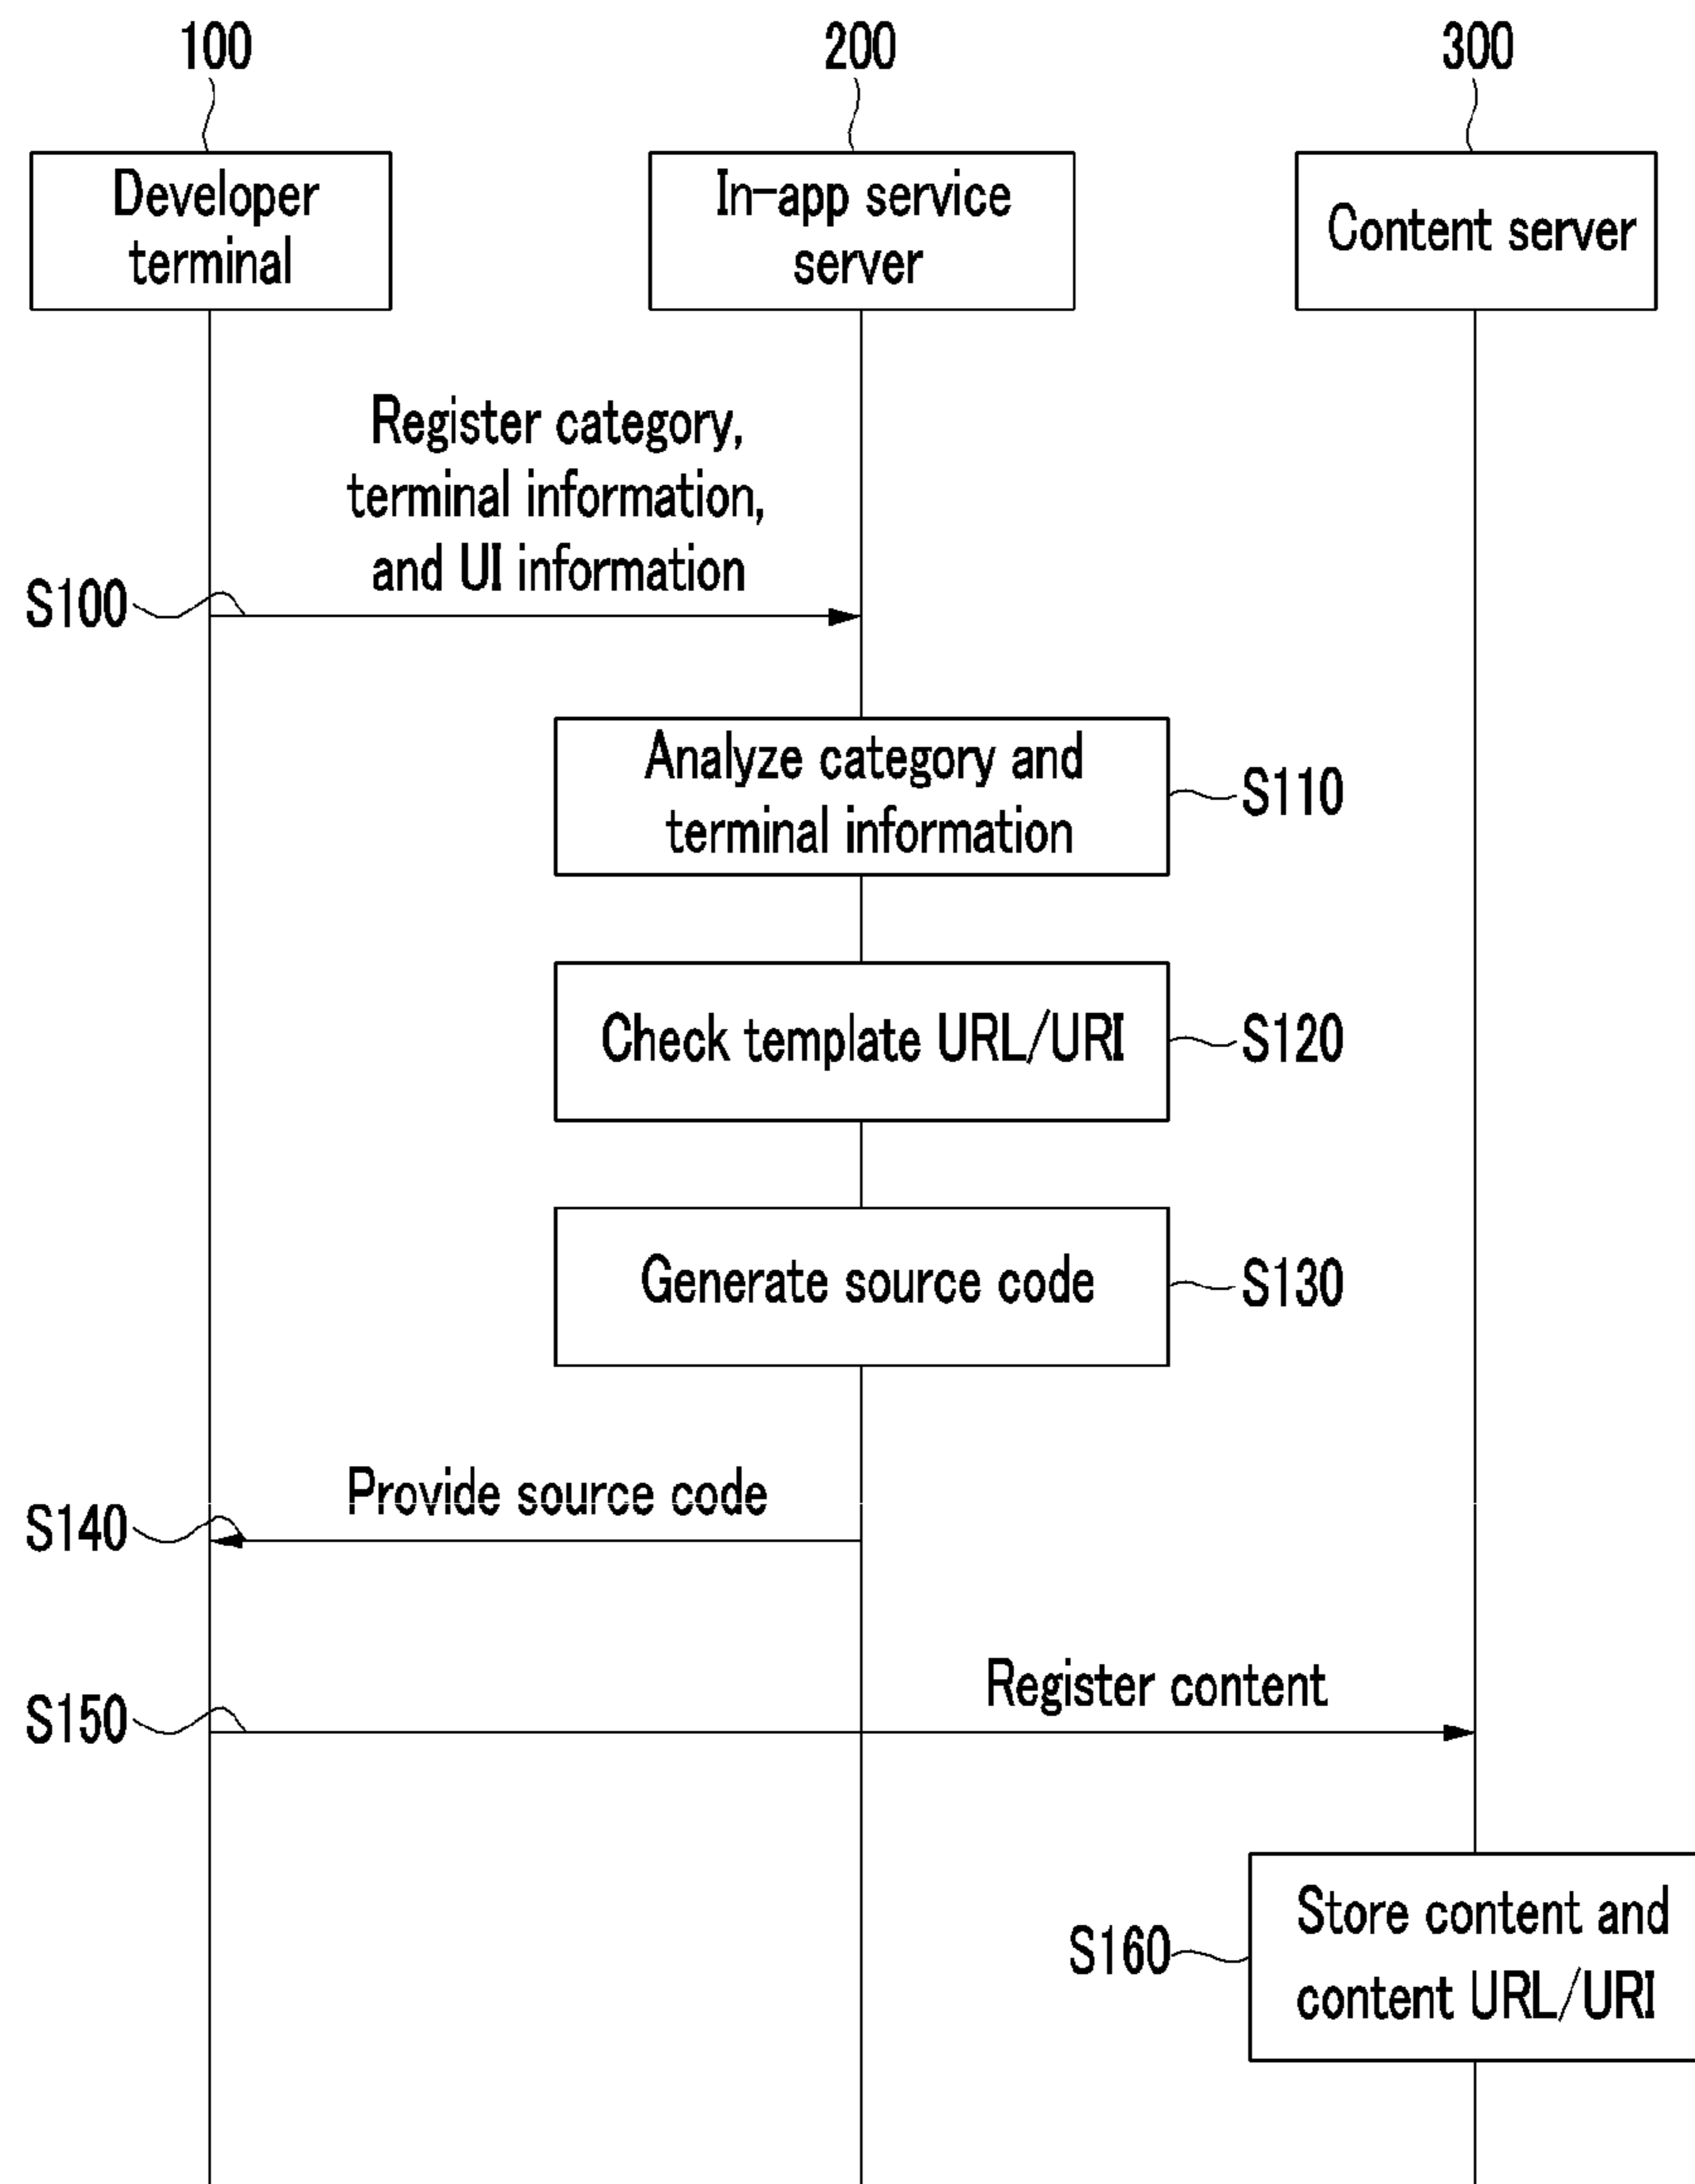 100
200
300
Developer
terminal
In-app service
server
Content server
Register category,
terminal information,
and UI information
S100
Analyze category and
terminal information
S110
Check template URL/URI
S120
Generate source code
S130
Provide source code
S140
Register content
S150
Store content and
content URL/URI
S160